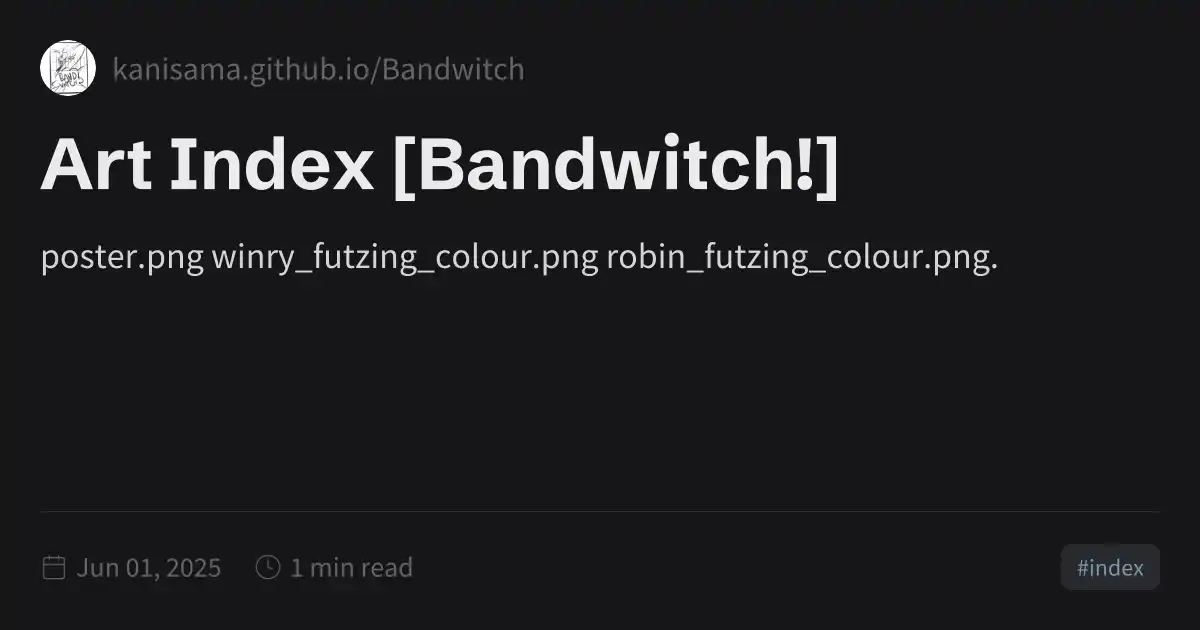 kanisama.github.io/Bandwitch
Art Index [Bandwitch!]
poster.png winry_futzing_colour.png robin_futzing_colour.png.
Jun 01, 2025 1 min read #index